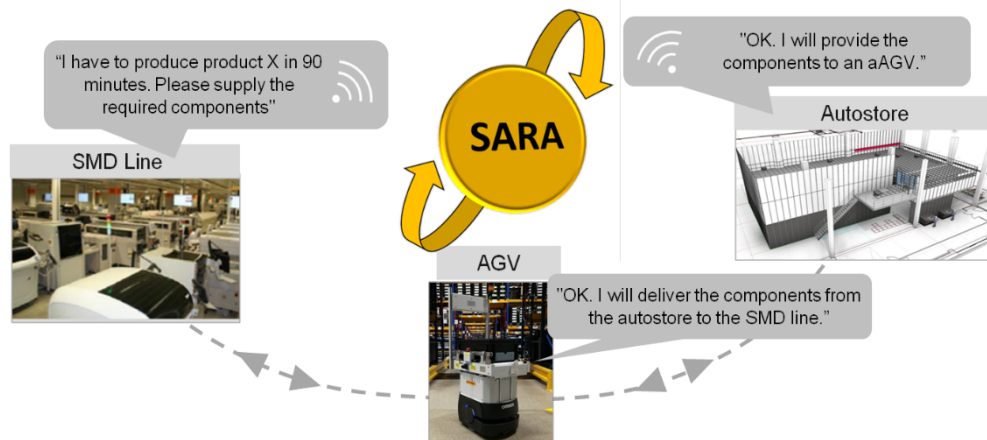 “I have to produce product X in 90
minutes. Please supply the
required components”
SMD Line
SARA
”OK. I will provide the
components to an aAGV.”
Autostore
AGV
”OK. I will deliver the components from
the autostore to the SMD line.”